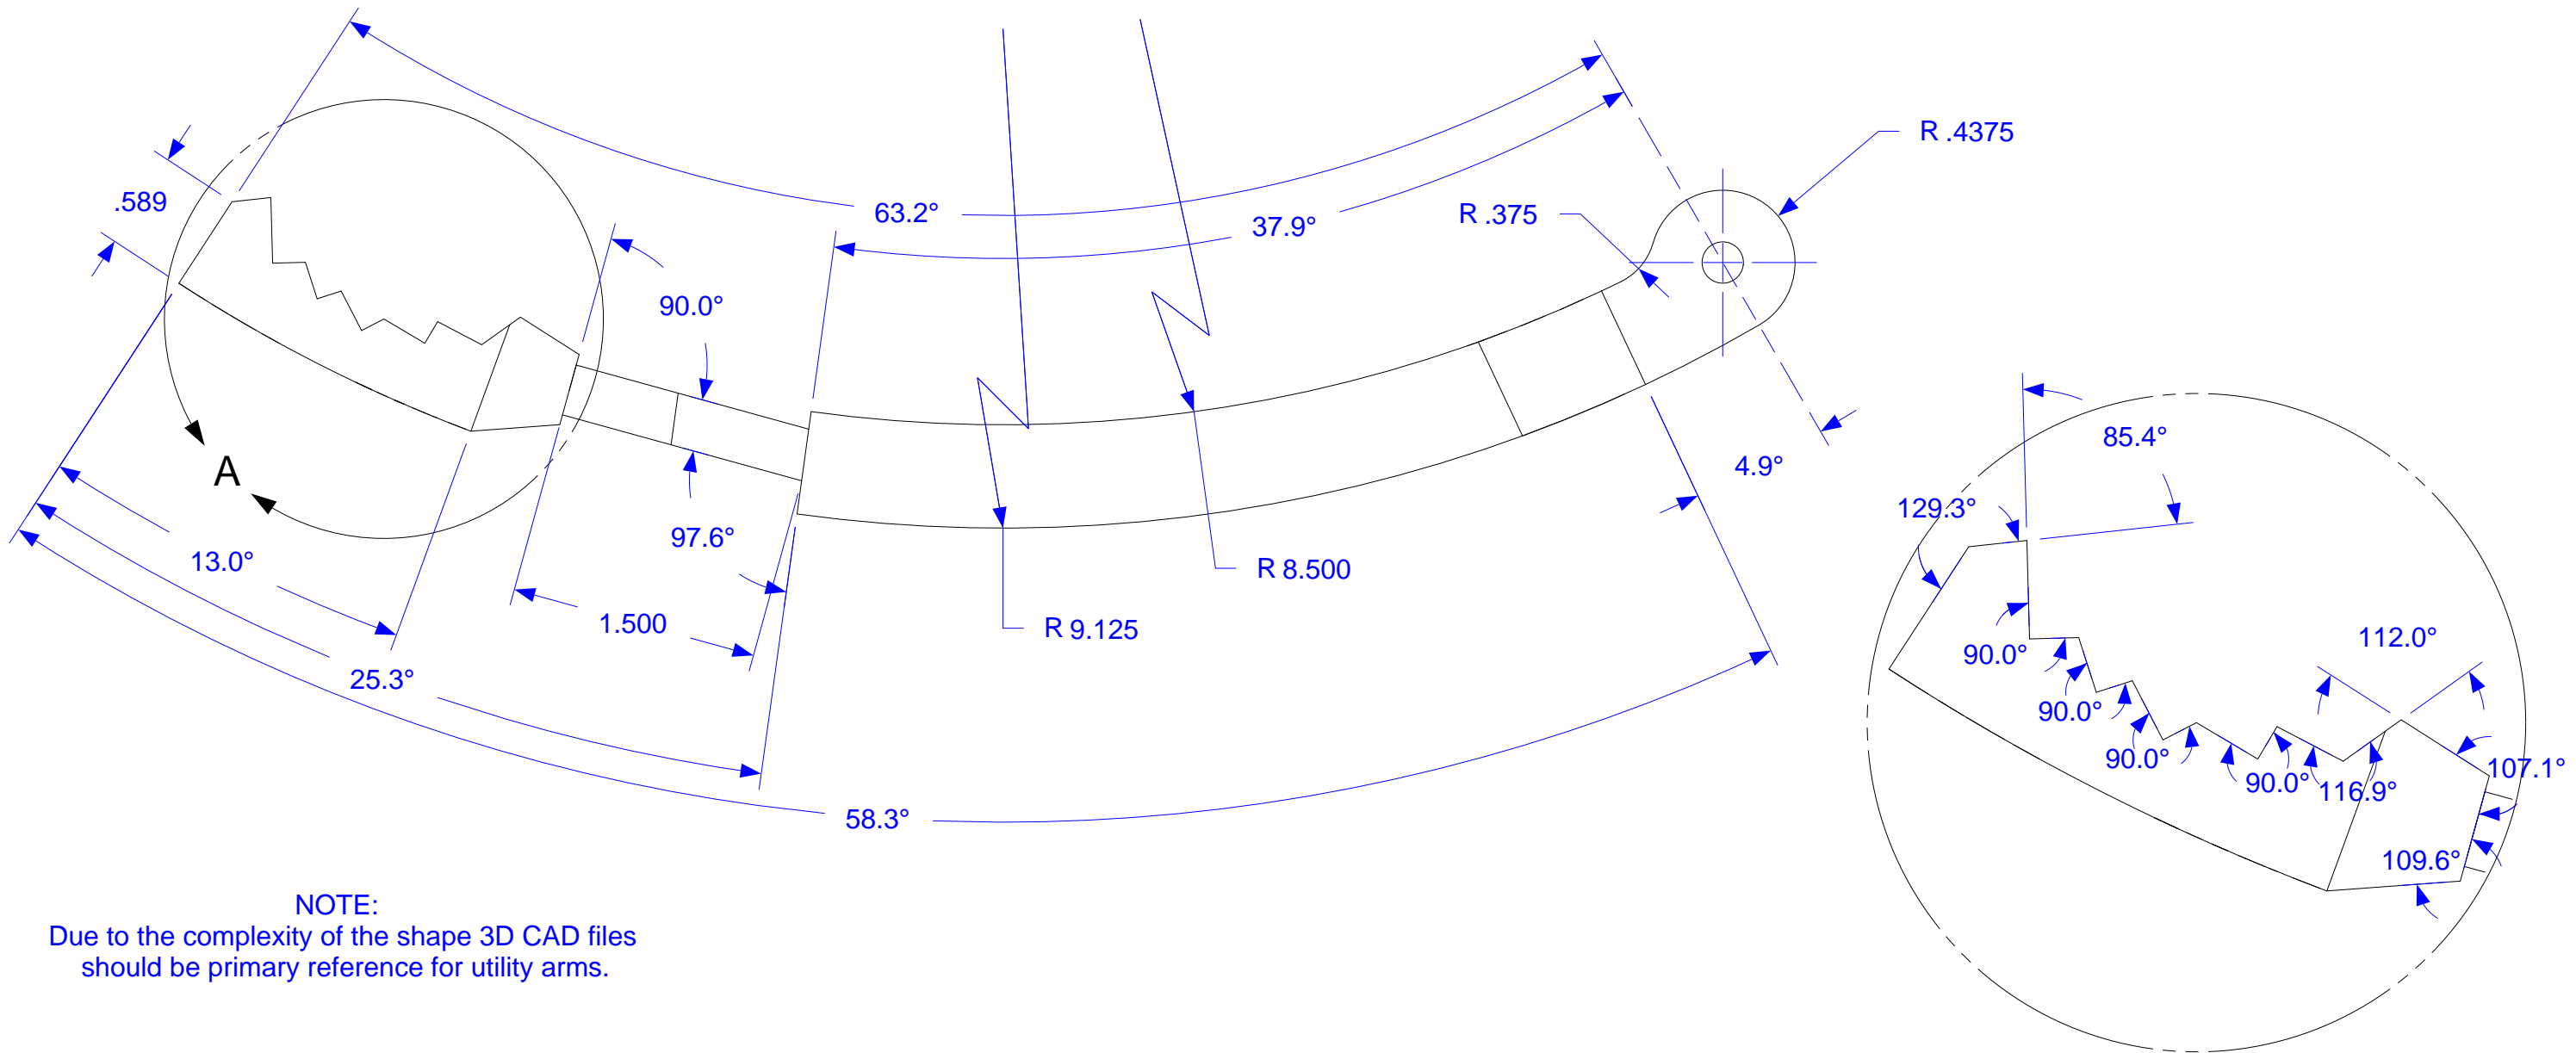 R .4375
.589
63.2°
R .375
37.9°
90.0°
85.4°
4.9°
A
129.3°
97.6°
13.0°
R 8.500
1.500
R 9.125
112.0°
90.0°
25.3°
90.0°
90.0°
107.1°
90.0°
116.9°
58.3°
109.6°
NOTE:
Due to the complexity of the shape 3D CAD files
should be primary reference for utility arms.